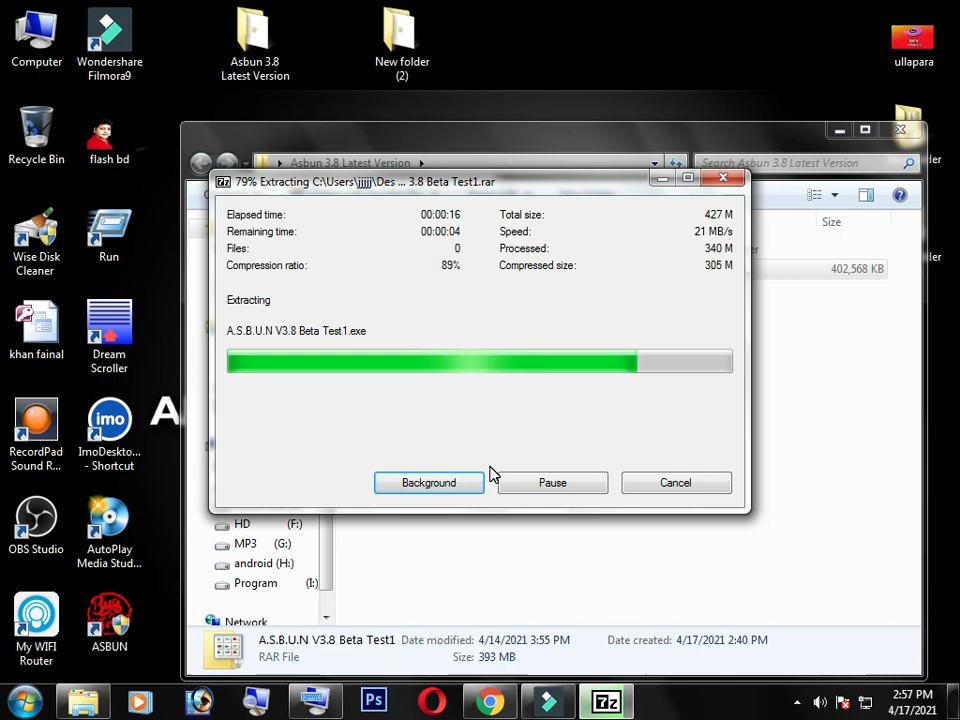 Computer
Wondershare
Filmora9
Asbun 3.8
Latest Version
New folder
(2)
ullapara
Recycle Bin
flash bd
Asbun 3.8 Latest Version
Search Asbun 3.8 Latest Version
79% Extracting C:\Users\jjjjj\Des ... 3.8 Beta Test1.rar
Elapsed time: 00:00:16 Total size: 427 M
Remaining time: 00:00:04 Speed: 21 MB/s
Files: 0 Processed: 340 M
Compression ratio: 89% Compressed size: 305 M
Extracting
A.S.B.U.N V3.8 Beta Test1.exe
Background
Pause
Cancel
Size
402,568 KB
Wise Disk
Cleaner
Run
khan fainal
Dream
Scroller
RecordPad
Sound R...
imo
ImoDeskto...
- Shortcut
OBS Studio
AutoPlay
Media Stud...
My WIFI
Router
ASBUN
HD (F:)
MP3 (G:)
android (H:)
Program (I:)
Network
A.S.B.U.N V3.8 Beta Test1 Date modified: 4/14/2021 3:55 PM Date created: 4/17/2021 2:40 PM
RAR File Size: 393 MB
Ps
7z
2:57 PM
4/17/2021